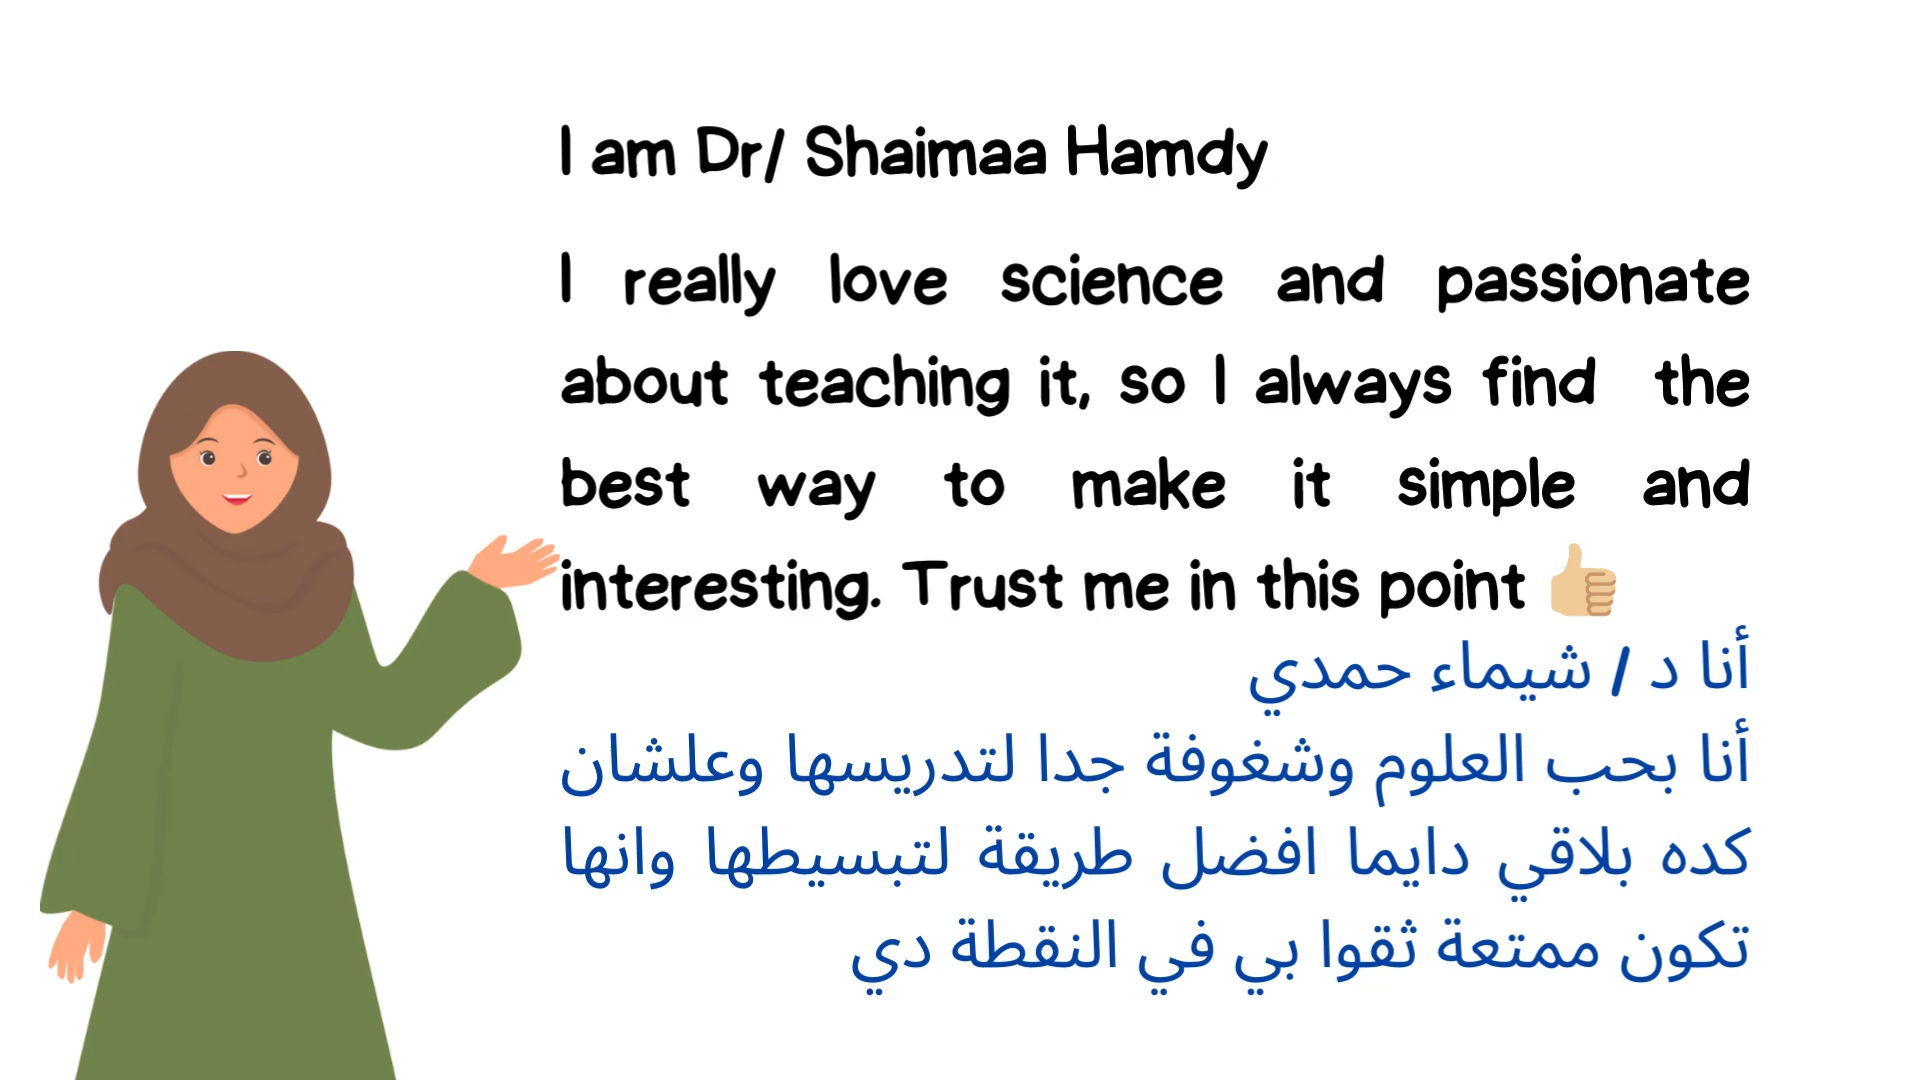 I am Dr/ Shaimaa Hamdy
I really love science and passionate
about teaching it, so I always find the
best way to make it simple and
interesting. Trust me in this point 👍🏼
أنا د / شيماء حمدي
أنا بحب العلوم وشغوفة جدا لتدريسها وعلشان
كده بلاقي دايما افضل طريقة لتبسيطها وانها
تكون ممتعة ثقوا بي في النقطة دي